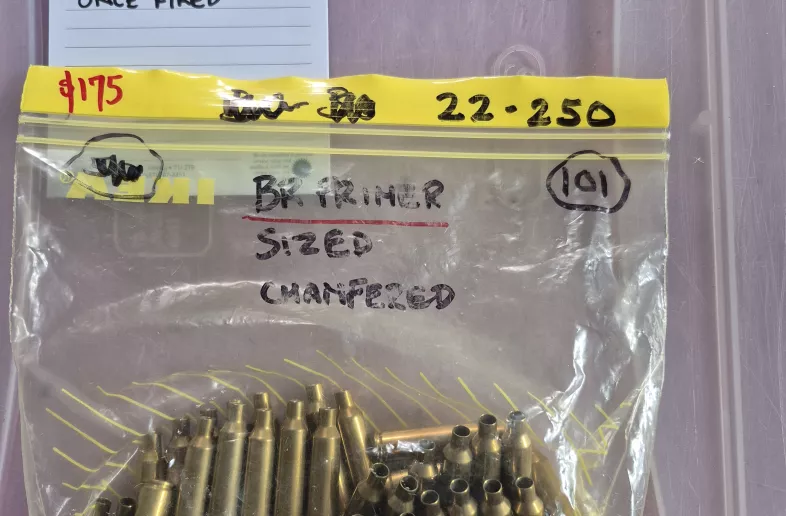 ONCE FIRED
$175
22-250
101
BR PRIMER
SIZED
CHAMFERED